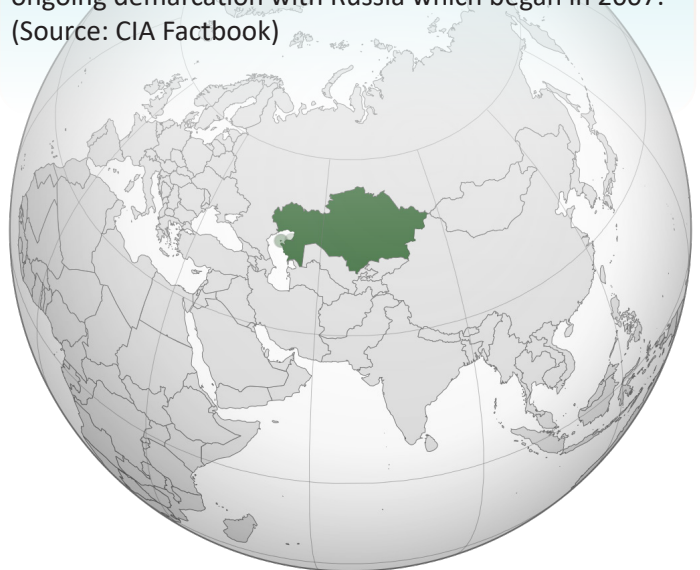 ongoing demarcation with Russia which began in 2007.
(Source: CIA Factbook)